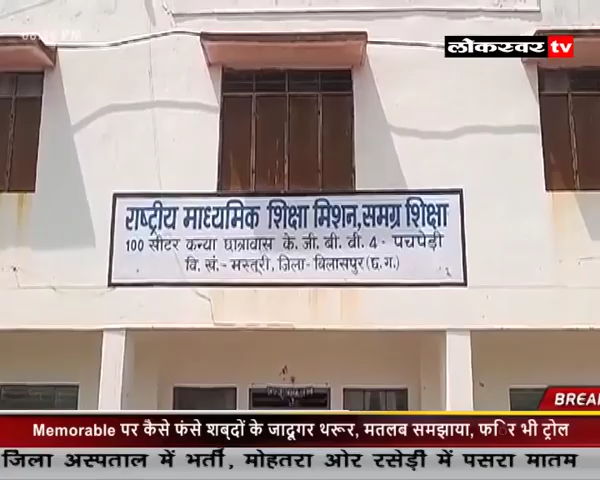 लोकस्वर tv
राष्ट्रीय माध्यमिक शिक्षा मिशन,समग्र शिक्षा
100 सीटर कन्या छात्रावास के. जी. बी. वी. 4 - पचपेड़ी
वि. खं.- मस्तूरी, जिला- बिलासपुर (छ. ग.)
Memorable पर कैसे फंसे शब्दों के जादूगर थरूर, मतलब समझाया, फिर भी ट्रोल
जिला अस्पताल में भर्ती, मोहतरा ओर रसेड़ी में पसरा मातम